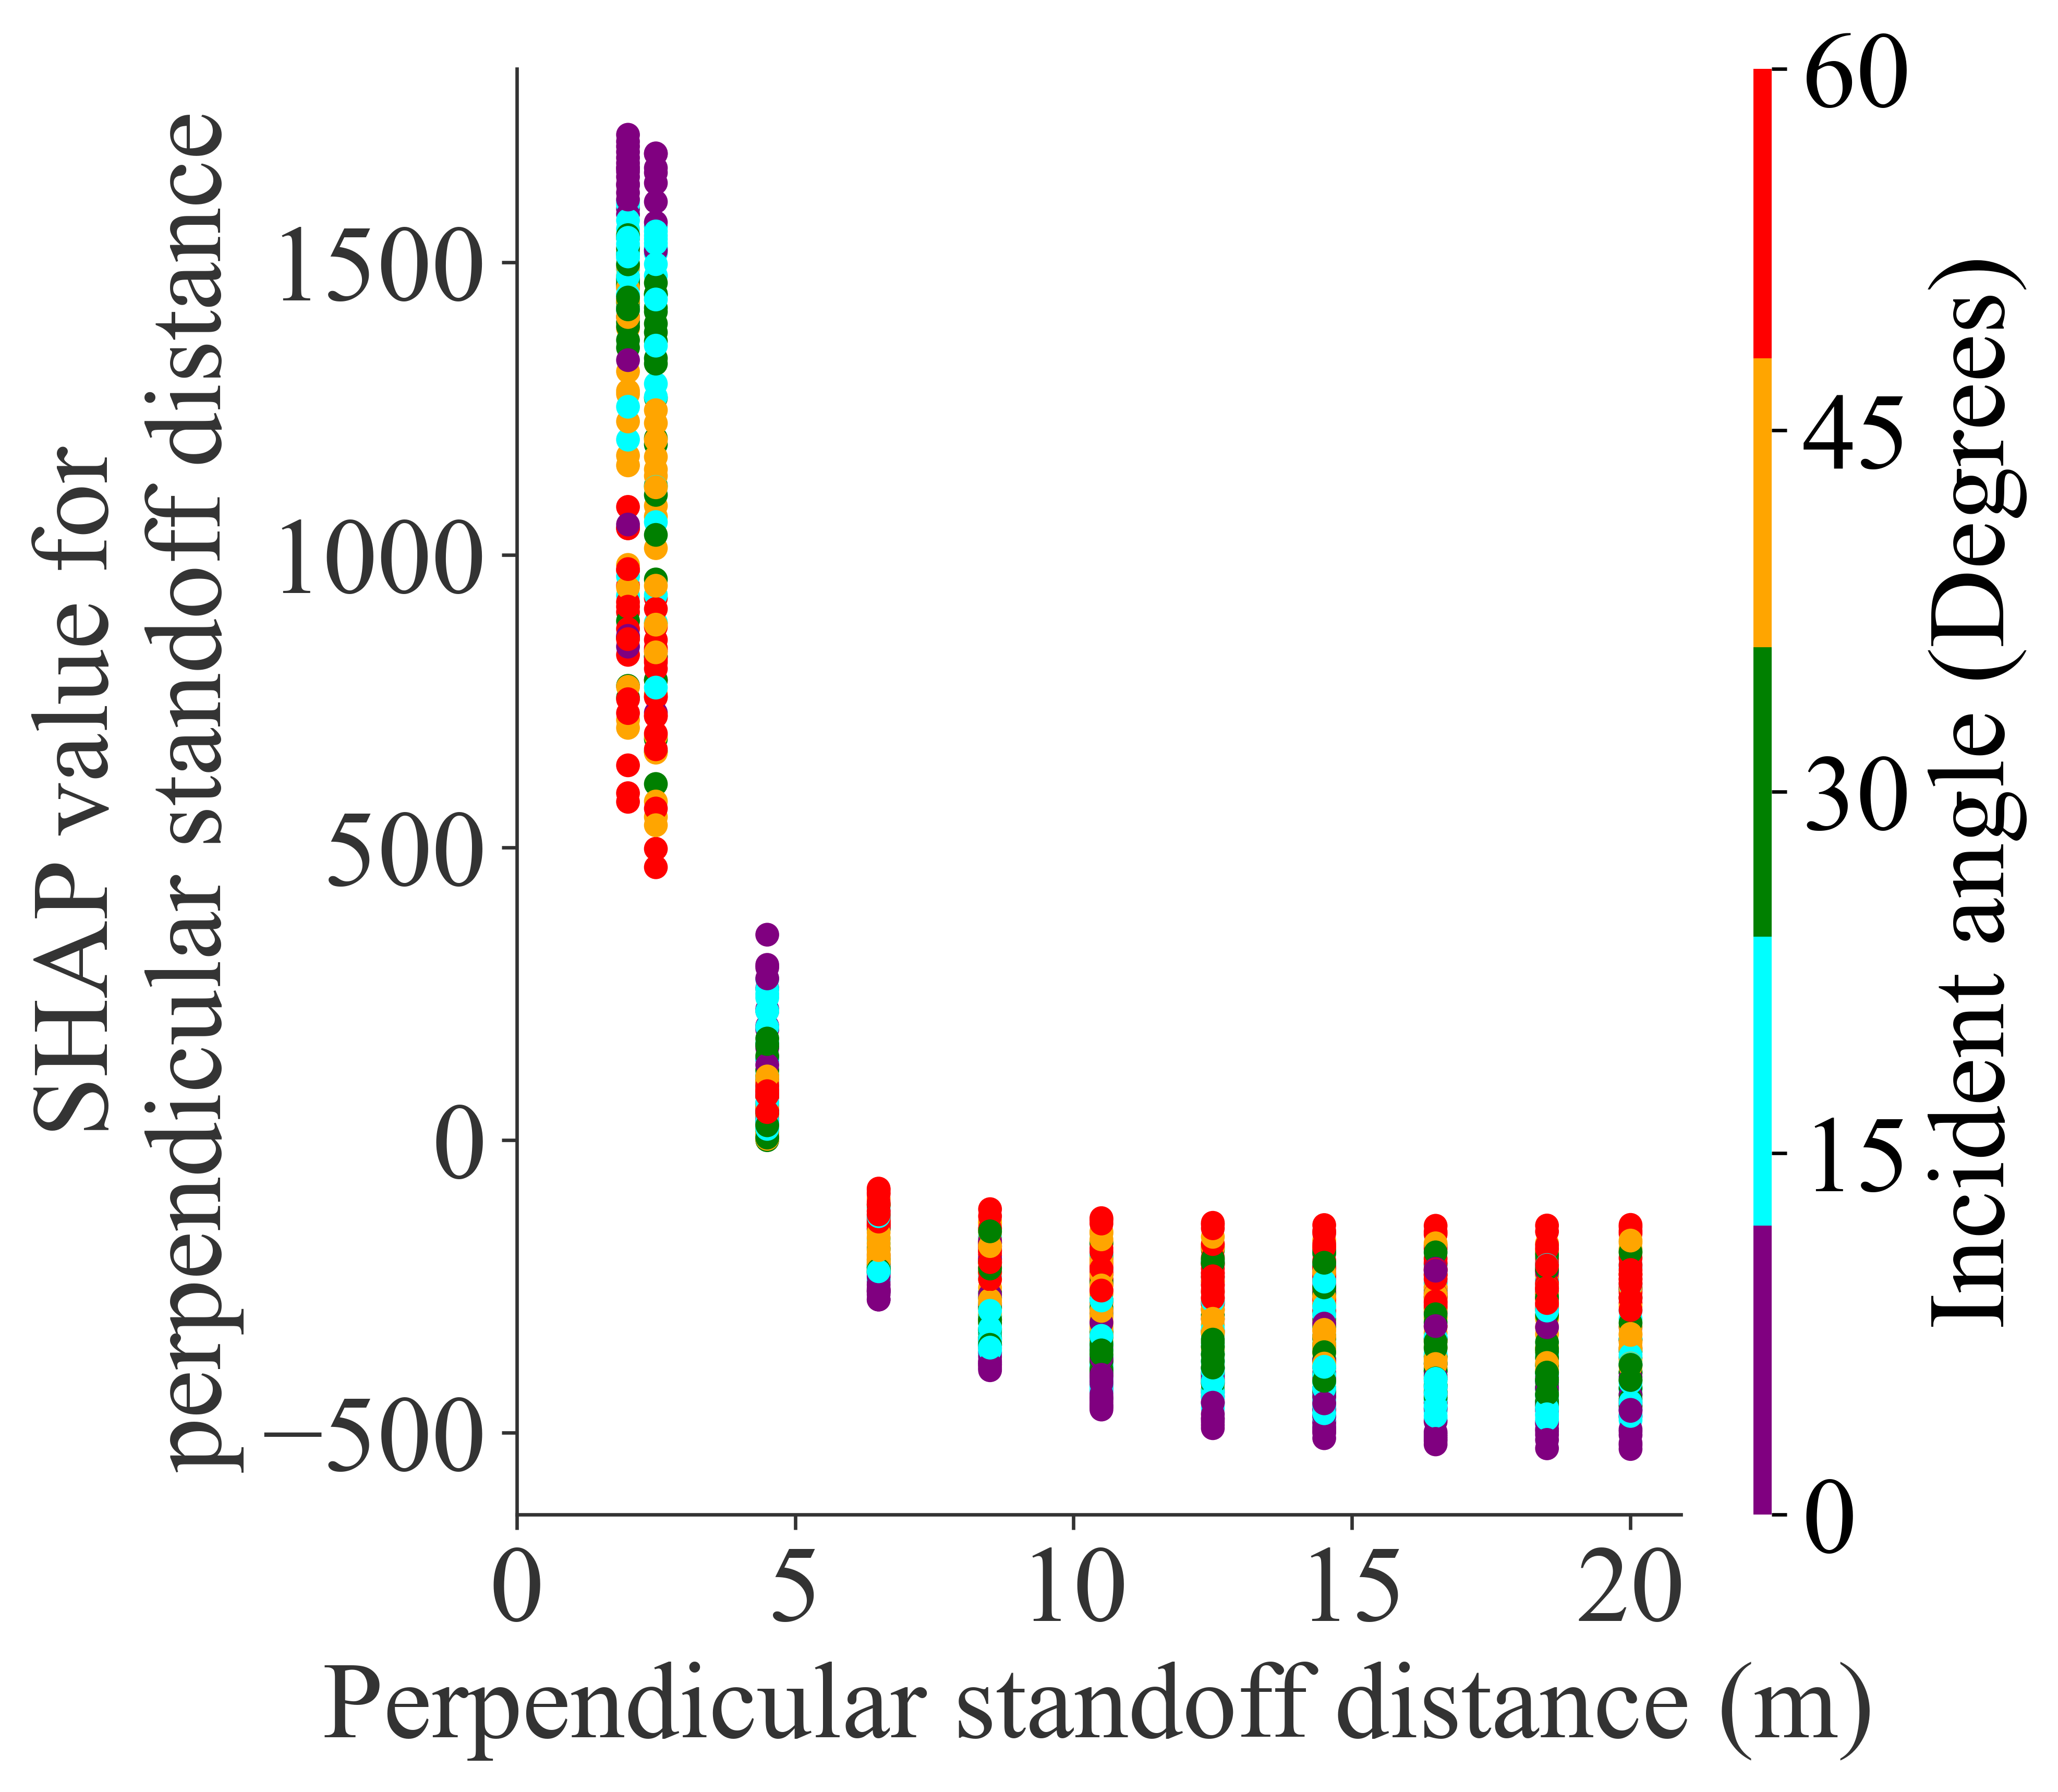 SHAP value for
perpendicular standoff distance
1500
1000
500
0
−500
0 5 10 15 20
Perpendicular standoff distance (m)
60
45
30
15
0
Incident angle (Degrees)